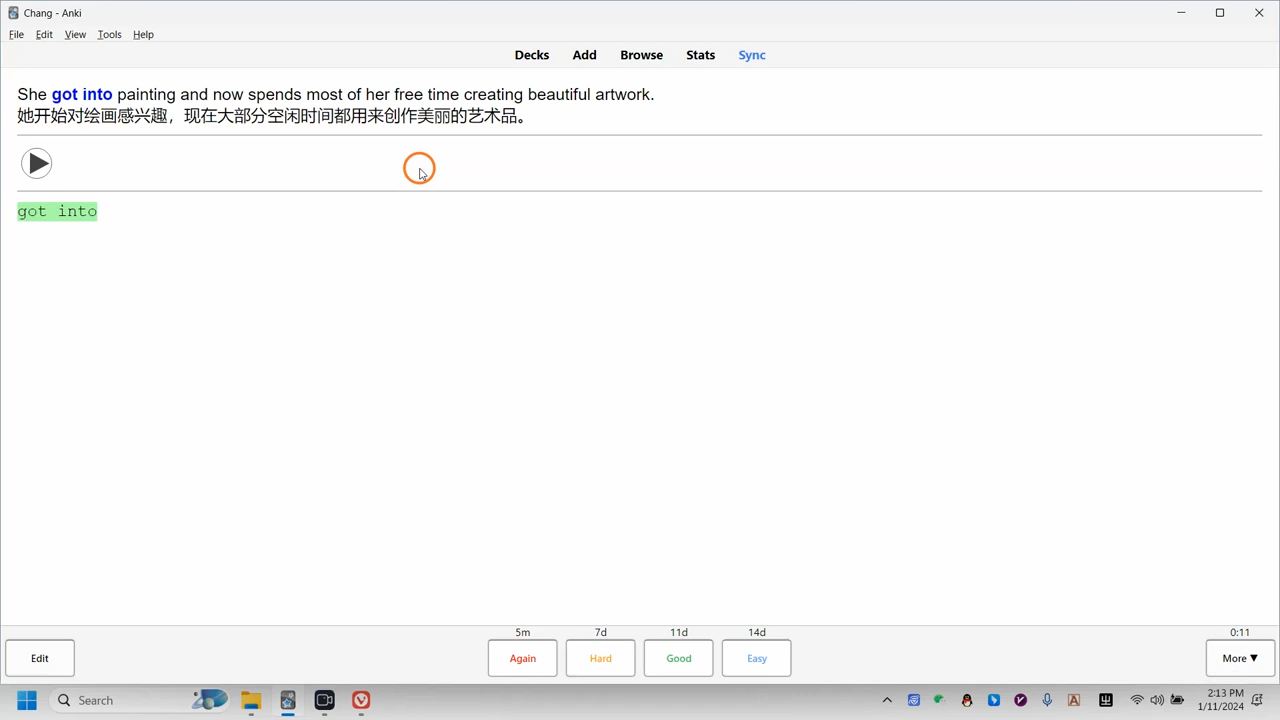 Chang - Anki
File Edit View Tools Help
Decks Add Browse Stats Sync
She got into painting and now spends most of her free time creating beautiful artwork.
她开始对绘画感兴趣，现在大部分空闲时间都用来创作美丽的艺术品。
got into
5m 7d 11d 14d 0:11
Edit Again Hard Good Easy More ▼
Search
2:13 PM
1/11/2024